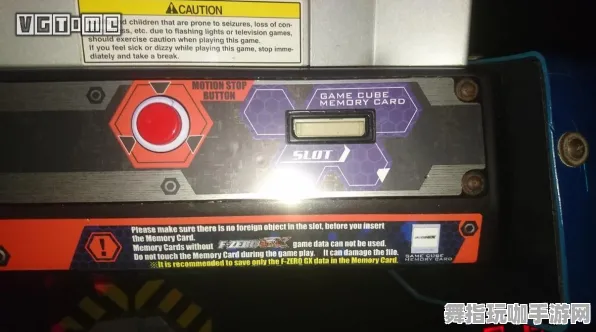 VGTIME
CAUTION
d children that are prone to seizures, loss of con-
ss, etc. due to flashing lights or television games,
should exercise caution when playing this game.
If you feel sick or dizzy while playing this game, stop imme-
diately and take a break.
MOTION STOP
BUTTON
GAME CUBE
MEMORY CARD
SLOT
Please make sure there is no foreign object in the slot, before you insert
the Memory Card.
Memory Cards without F-ZERO GX game data can not be used.
Do not touch the Memory Card during the game play. It can damage the file.
※It is recommended to save only the F-ZERO GX data in the Memory Card.
GAME CUBE
MEMORY CARD
舞指玩咖手游网